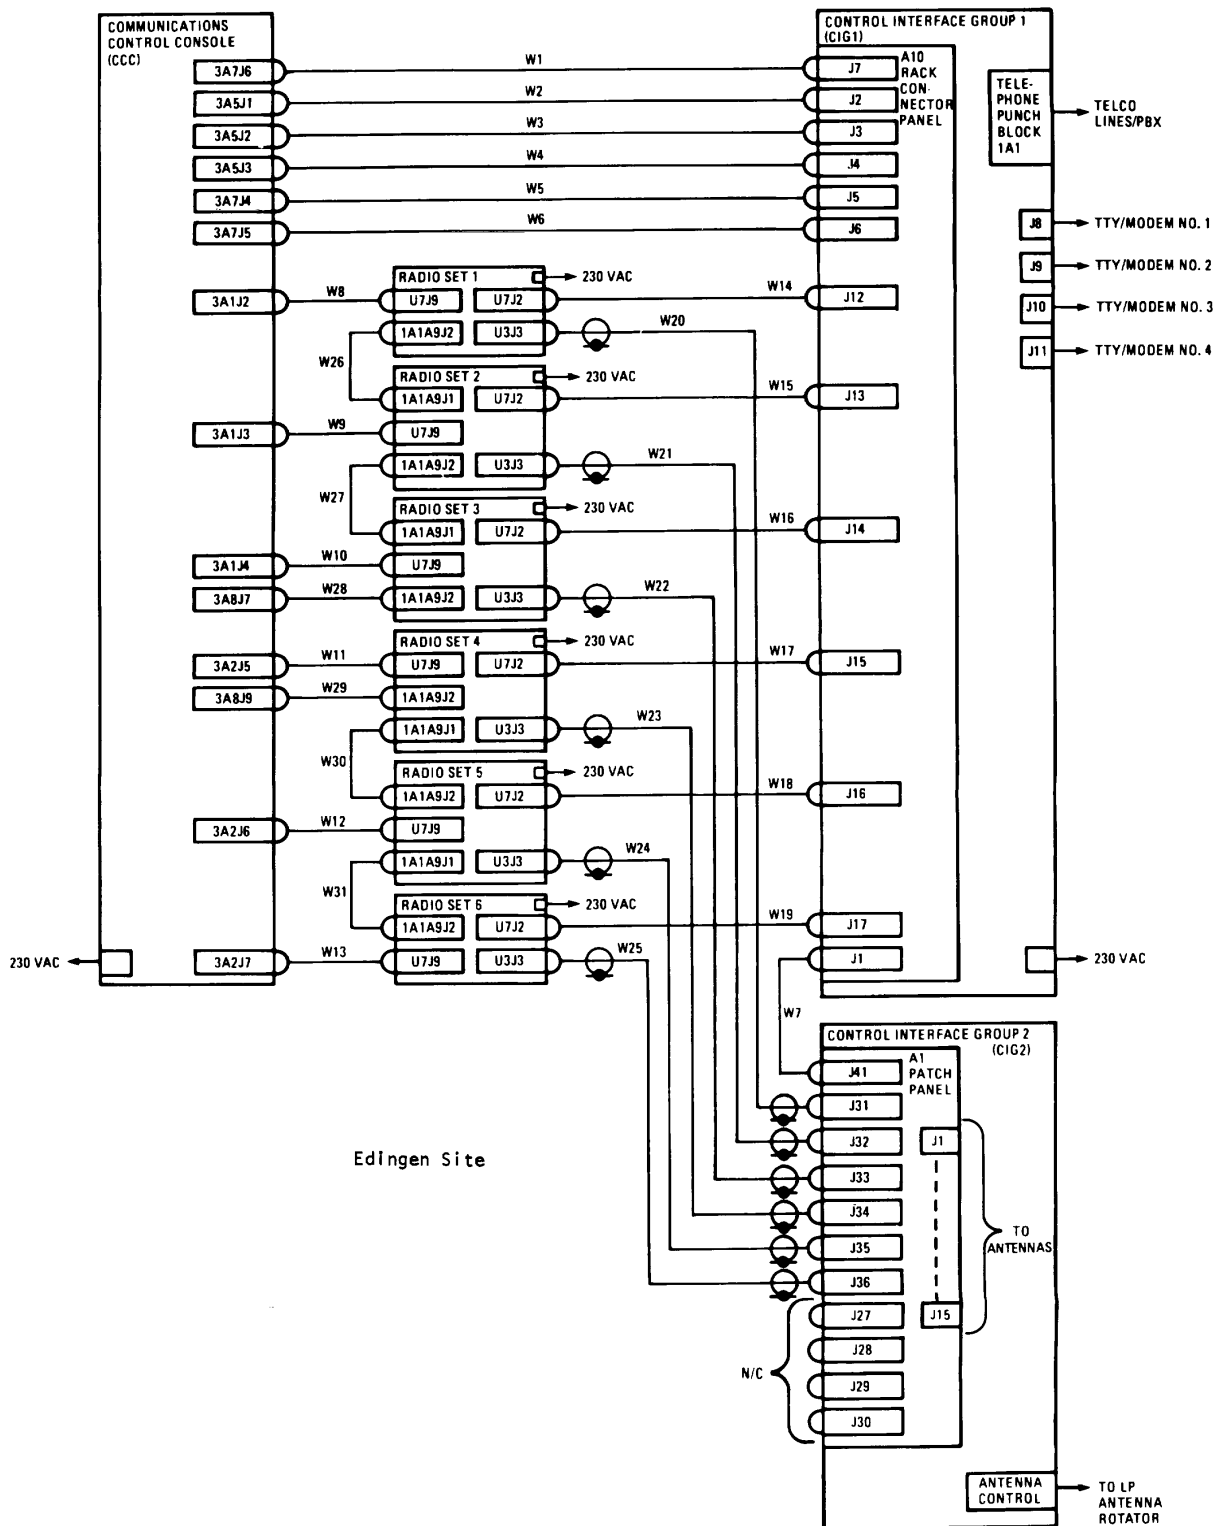 COMMUNICATIONS
CONTROL CONSOLE
(CCC)
CONTROL INTERFACE GROUP 1
(CIG1)
3A7J6
W1
J7
A10
RACK
CON-
NECTOR
PANEL
3A5J1
W2
J2
3A5J2
W3
J3
3A5J3
W4
J4
3A7J4
W5
J5
3A7J5
W6
J6
TELE-
PHONE
PUNCH
BLOCK
1A1
TELCO
LINES/PBX
J8
TTY/MODEM NO. 1
J9
TTY/MODEM NO. 2
J10
TTY/MODEM NO. 3
J11
TTY/MODEM NO. 4
RADIO SET 1
230 VAC
3A1J2
W8
U7J9
U7J2
W14
J12
1A1A9J2
U3J3
W20
W26
RADIO SET 2
230 VAC
1A1A9J1
U7J2
W15
J13
3A1J3
W9
U7J9
1A1A9J2
U3J3
W21
W27
RADIO SET 3
230 VAC
1A1A9J1
U7J2
W16
J14
3A1J4
W10
U7J9
3A8J7
W28
1A1A9J2
U3J3
W22
RADIO SET 4
230 VAC
3A2J5
W11
U7J9
U7J2
W17
J15
3A8J9
W29
1A1A9J2
1A1A9J1
U3J3
W23
W30
RADIO SET 5
230 VAC
1A1A9J2
U7J2
W18
J16
3A2J6
W12
U7J9
1A1A9J1
U3J3
W24
W31
RADIO SET 6
230 VAC
1A1A9J2
U7J2
W19
J17
230 VAC
3A2J7
W13
U7J9
U3J3
W25
J1
230 VAC
W7
CONTROL INTERFACE GROUP 2
(CIG2)
J41
A1
PATCH
PANEL
J31
J32
J1
Edingen Site
J33
J34
TO
ANTENNAS
J35
J36
J27
J15
J28
N/C
J29
J30
ANTENNA
CONTROL
TO LP
ANTENNA
ROTATOR